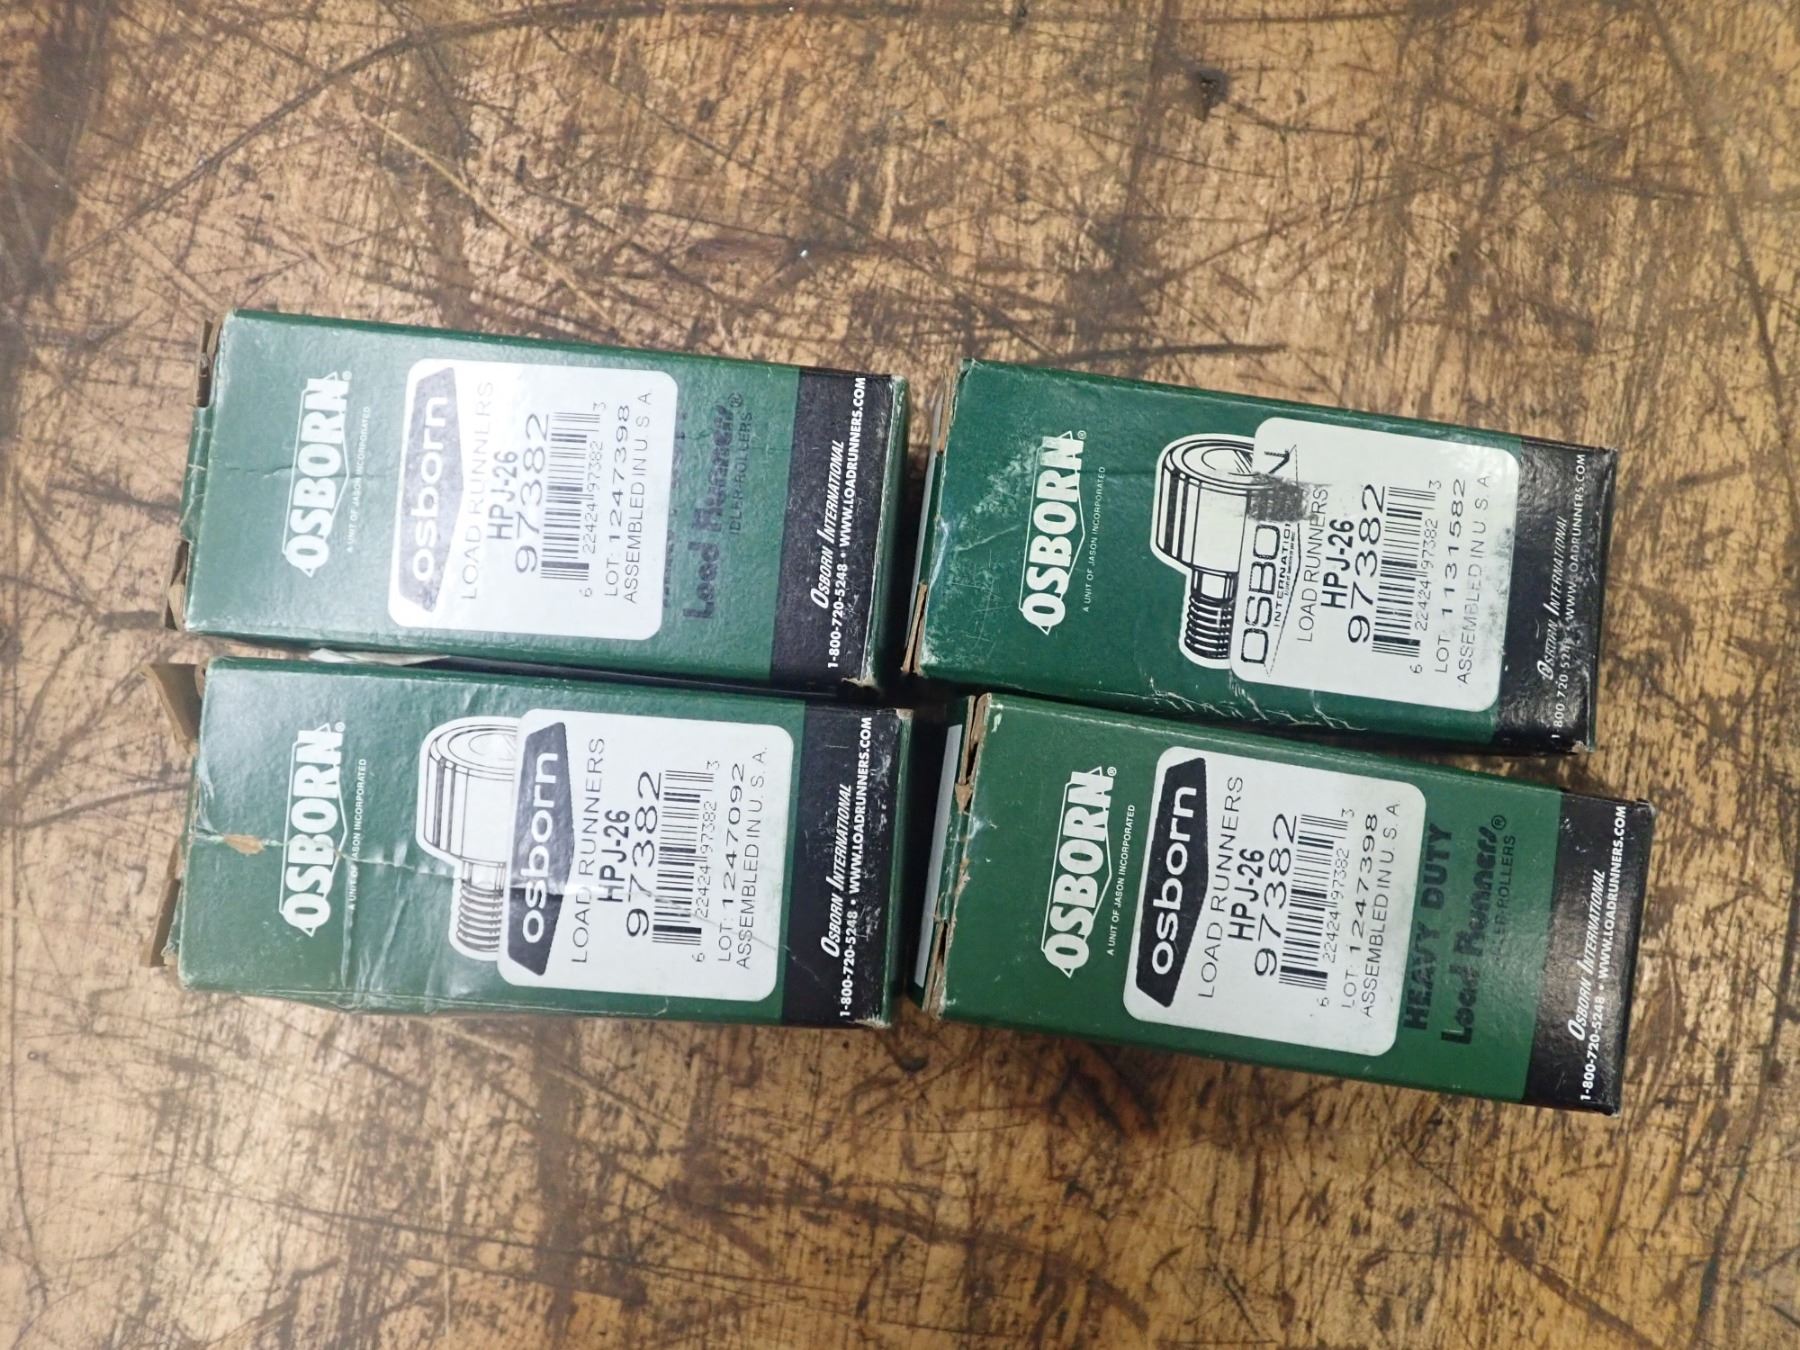 OSBORN®
A UNIT OF JASON INCORPORATED
osborn
LOAD RUNNERS
HPJ-26
97382
6 22424 97382 3
LOT: 1247398
ASSEMBLED IN U.S.A.
Load Runners®
IDLER ROLLERS
OSBORN INTERNATIONAL
1-800-720-5248 • WWW.LOADRUNNERS.COM
OSBORN®
A UNIT OF JASON INCORPORATED
INTERNATIONAL
LOAD RUNNERS
HPJ-26
97382
6 22424 97382 3
LOT: 1131582
ASSEMBLED IN U.S.A.
OSBORN INTERNATIONAL
1-800-720-5248 • WWW.LOADRUNNERS.COM
OSBORN®
A UNIT OF JASON INCORPORATED
osborn
LOAD RUNNERS
HPJ-26
97382
6 22424 97382 3
LOT: 1247092
ASSEMBLED IN U.S.A.
OSBORN INTERNATIONAL
1-800-720-5248 • WWW.LOADRUNNERS.COM
OSBORN®
A UNIT OF JASON INCORPORATED
osborn
LOAD RUNNERS
HPJ-26
97382
6 22424 97382 3
LOT: 1247398
ASSEMBLED IN U.S.A
HEAVY DUTY
Load Runners®
IDLER ROLLERS
OSBORN INTERNATIONAL
1-800-720-5248 • WWW.LOADRUNNERS.COM